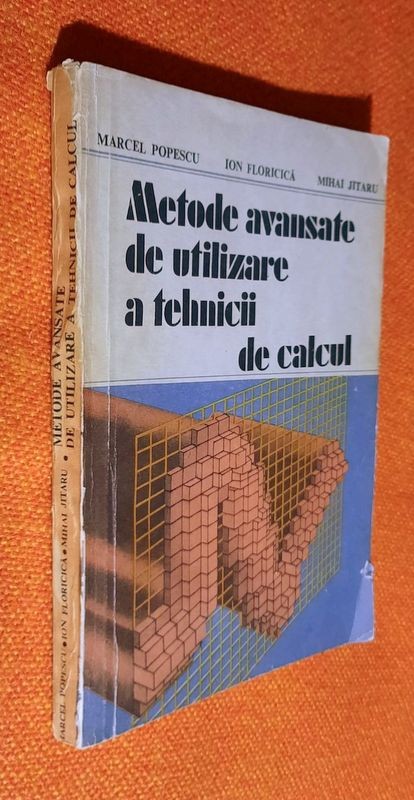 MARCEL POPESCU
ION FLORICICĂ
MIHAI JITARU
Metode avansate
de utilizare
a tehnicii
de calcul
METODE AVANSATE
DE UTILIZARE A TEHNICII DE CALCUL
MARCEL POPESCU • ION FLORICICĂ • MIHAI JITARU •